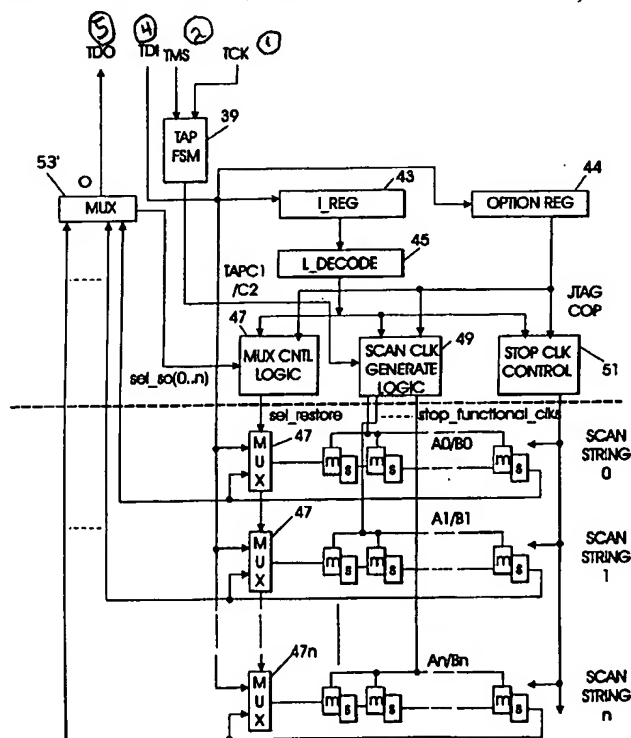 5 4 2 1
TDO TDI TMS TCK
TAP FSM
39
53'
O
MUX
43
I_REG
44
OPTION REG
45
I_DECODE
TAPC1
/C2
47
MUX CNTL
LOGIC
49
SCAN CLK
GENERATE
LOGIC
JTAG
COP
STOP CLK
CONTROL
51
sel_so(0..n)
sel_restore
stop_functional_clks
47
MUX
A0/B0
m s m s m s
SCAN
STRING
0
47
MUX
A1/B1
m s m s m s
SCAN
STRING
1
47n
MUX
An/Bn
m s m s m s
SCAN
STRING
n